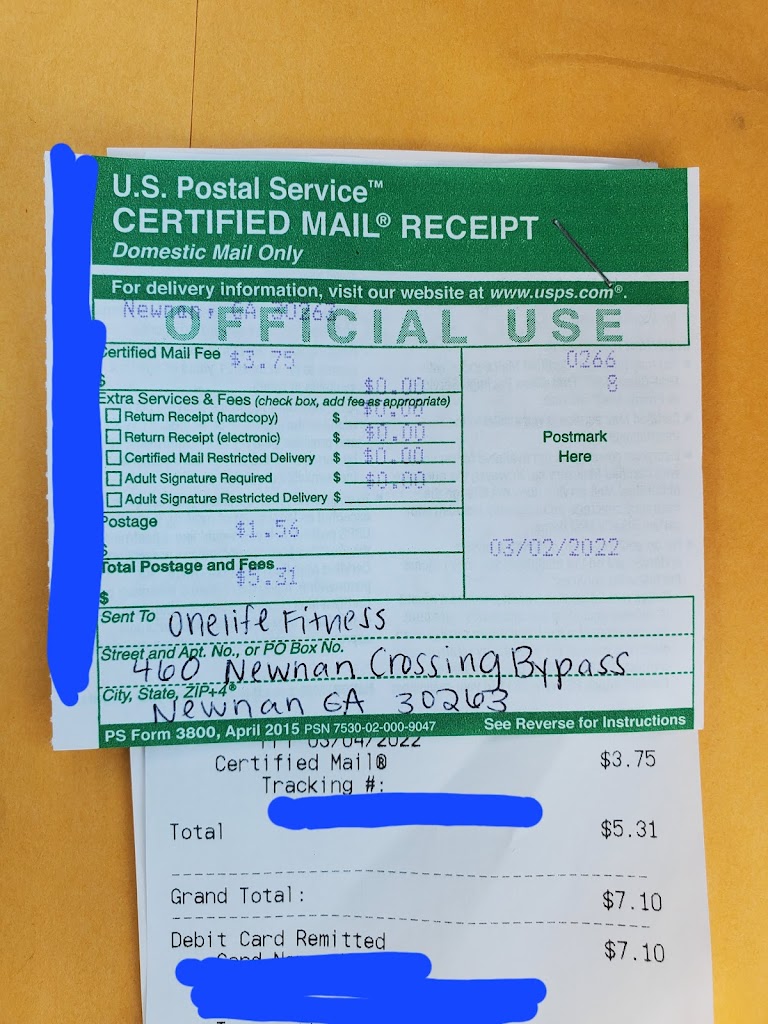 U.S. Postal Service™
CERTIFIED MAIL® RECEIPT
Domestic Mail Only
For delivery information, visit our website at www.usps.com®.
Newnan, GA 30263
OFFICIAL USE
Certified Mail Fee $3.75
$
$0.00
Extra Services & Fees (check box, add fee as appropriate)
Return Receipt (hardcopy) $ $0.00
Return Receipt (electronic) $ $0.00
Certified Mail Restricted Delivery $ $0.00
Adult Signature Required $ $0.00
Adult Signature Restricted Delivery $
0266
8
Postmark
Here
03/02/2022
Postage
$1.56
$
Total Postage and Fees
$5.31
$
Sent To Onelife Fitness
Street and Apt. No., or PO Box No.
460 Newnan Crossing Bypass
City, State, ZIP+4®
Newnan GA 30263
PS Form 3800, April 2015 PSN 7530-02-000-9047 See Reverse for Instructions
03/04/2022
Certified Mail® $3.75
Tracking #:
Total $5.31
Grand Total: $7.10
Debit Card Remitted $7.10